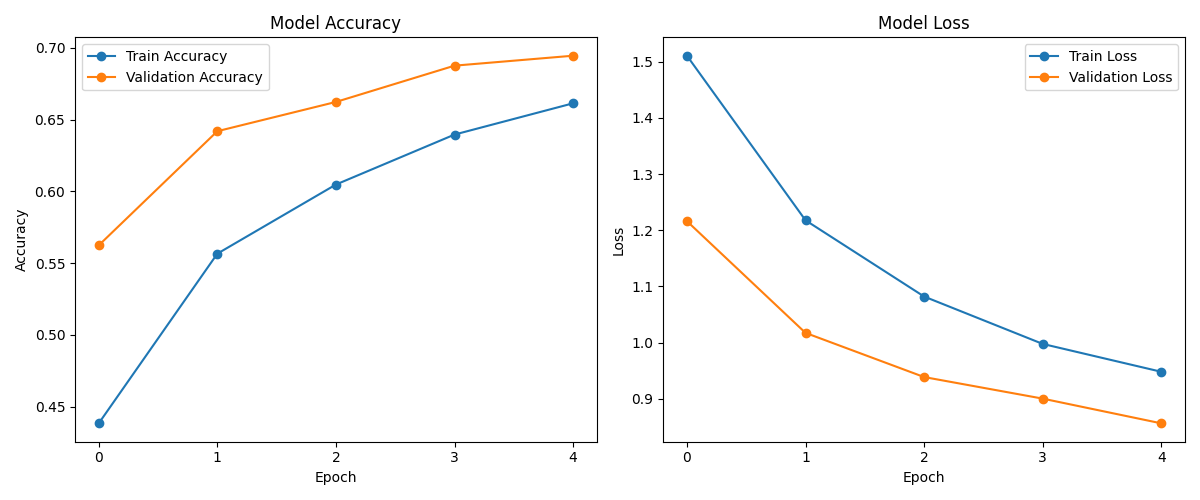 Model Accuracy
Train Accuracy
Validation Accuracy
0.70
0.65
0.60
0.55
0.50
0.45
Accuracy
0 1 2 3 4
Epoch
Model Loss
Train Loss
Validation Loss
1.5
1.4
1.3
1.2
1.1
1.0
0.9
Loss
0 1 2 3 4
Epoch